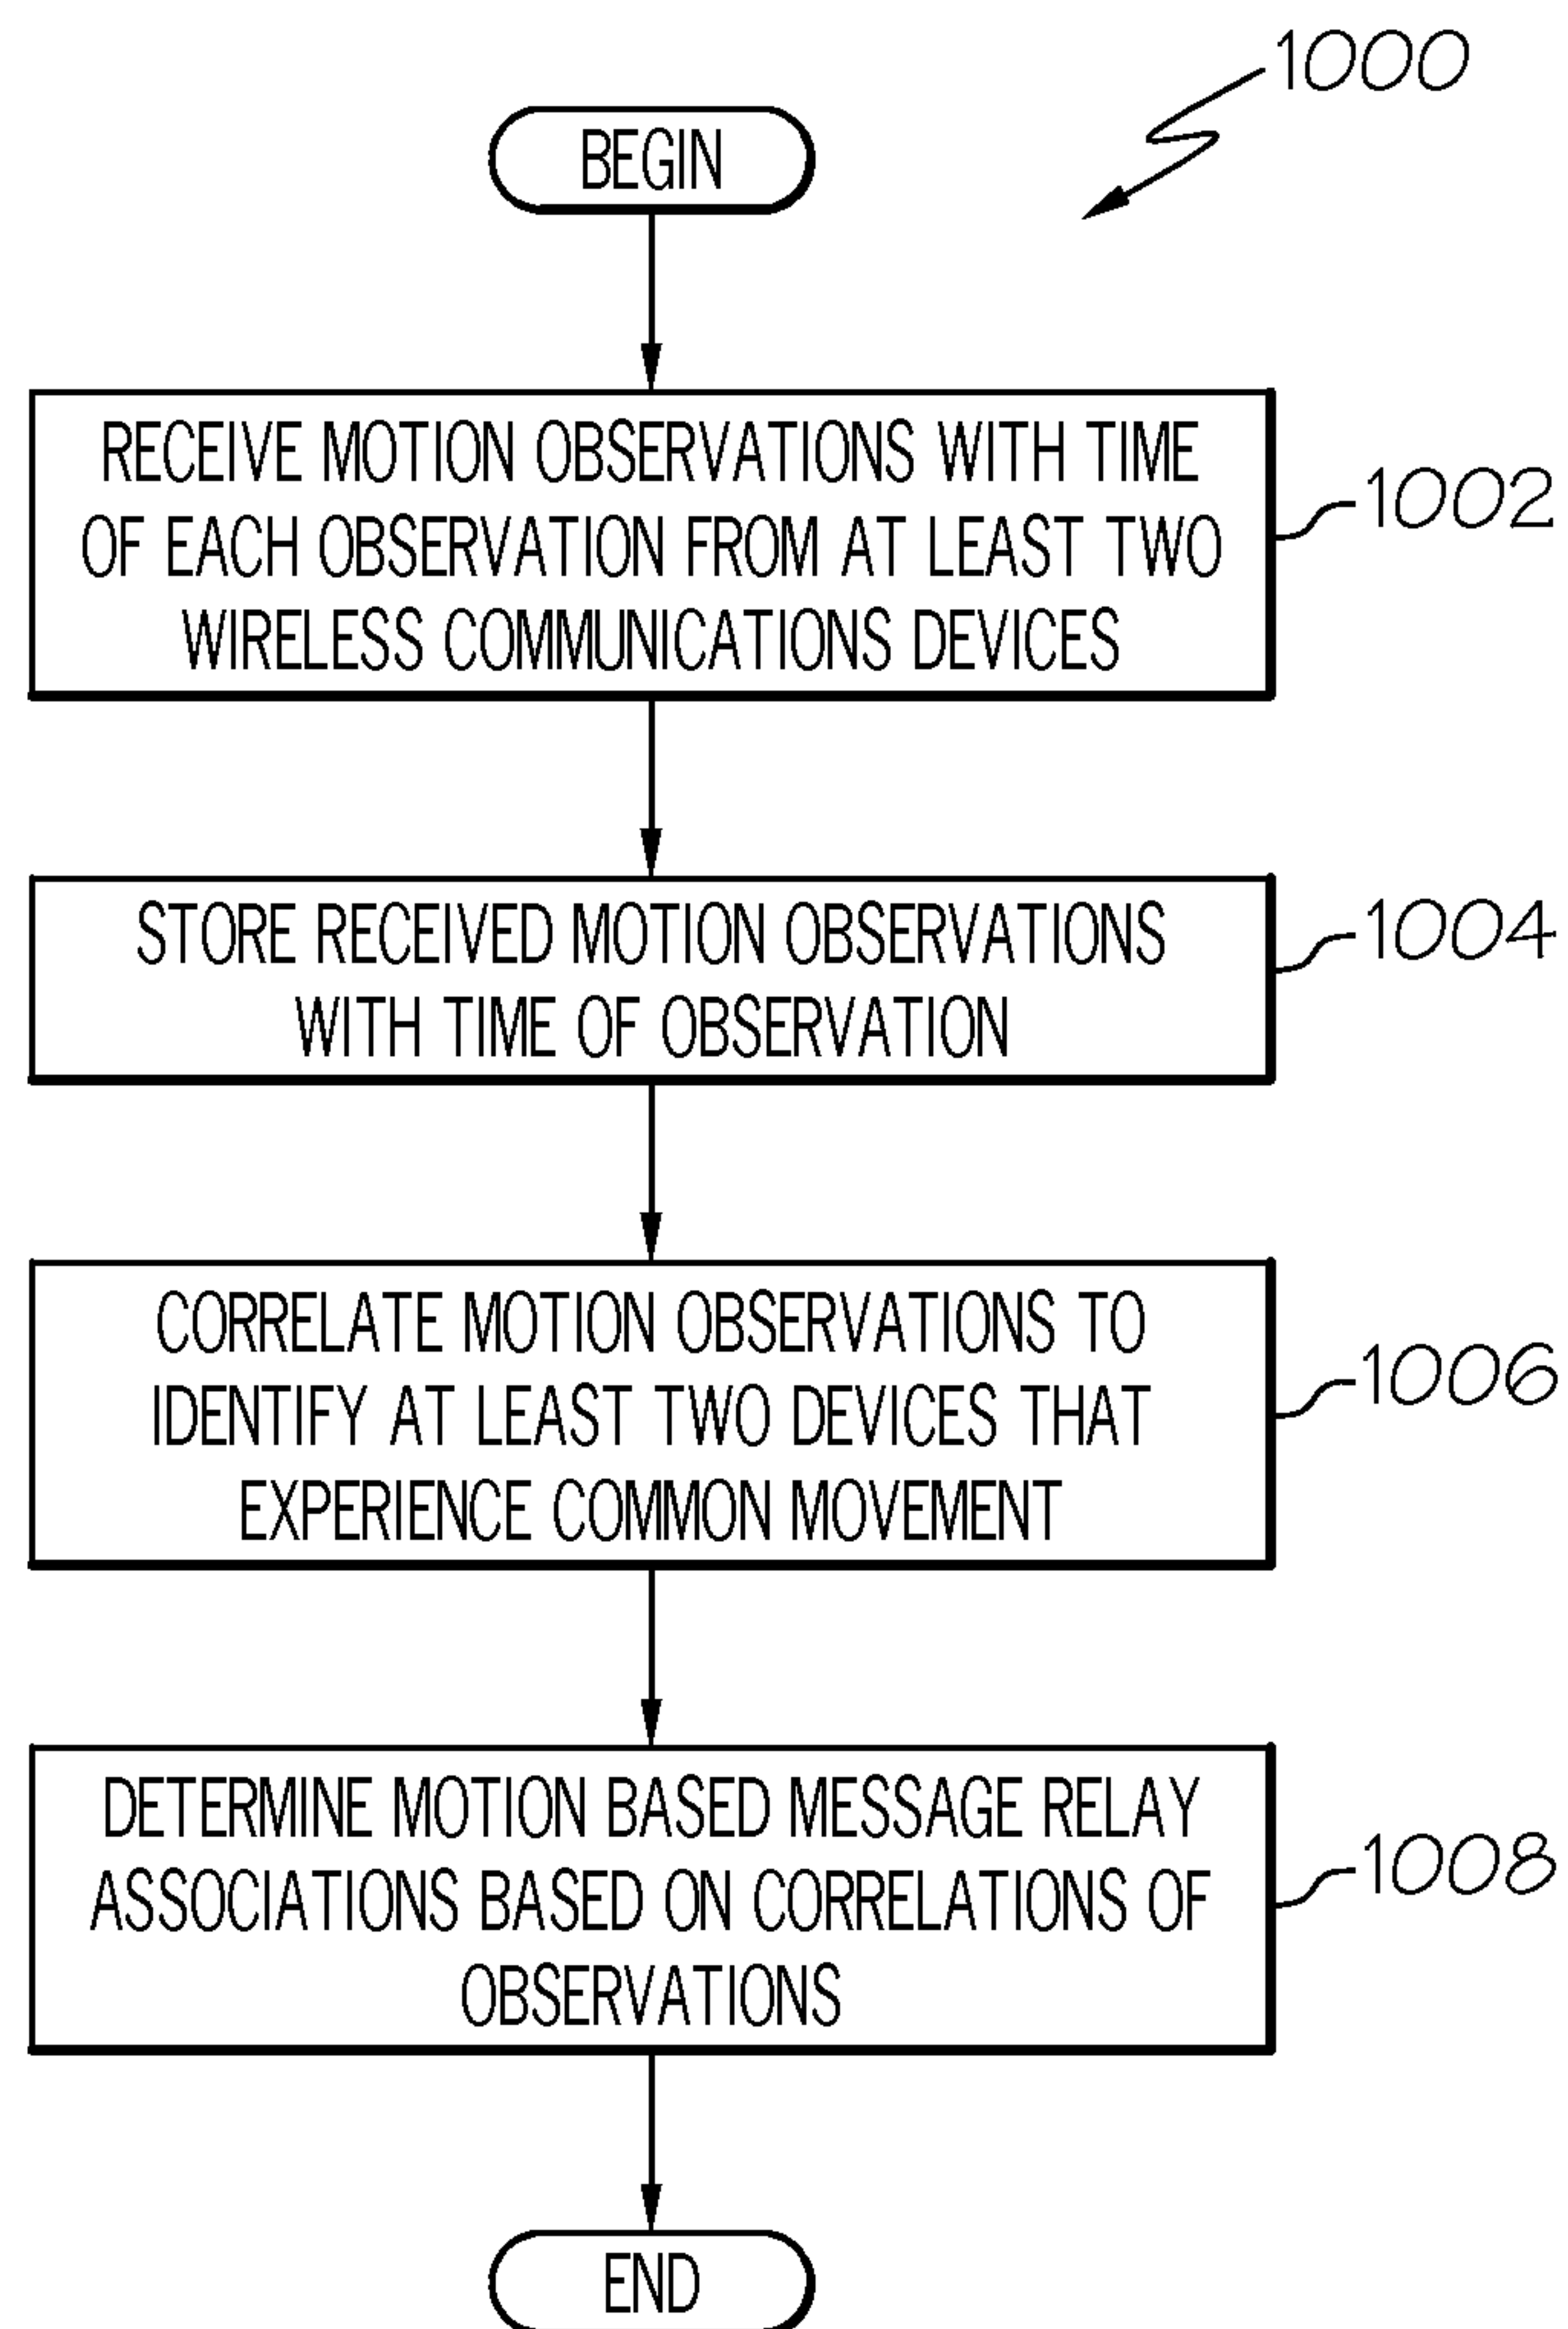 1000
BEGIN
RECEIVE MOTION OBSERVATIONS WITH TIME
OF EACH OBSERVATION FROM AT LEAST TWO
WIRELESS COMMUNICATIONS DEVICES
1002
STORE RECEIVED MOTION OBSERVATIONS
WITH TIME OF OBSERVATION
1004
CORRELATE MOTION OBSERVATIONS TO
IDENTIFY AT LEAST TWO DEVICES THAT
EXPERIENCE COMMON MOVEMENT
1006
DETERMINE MOTION BASED MESSAGE RELAY
ASSOCIATIONS BASED ON CORRELATIONS OF
OBSERVATIONS
1008
END